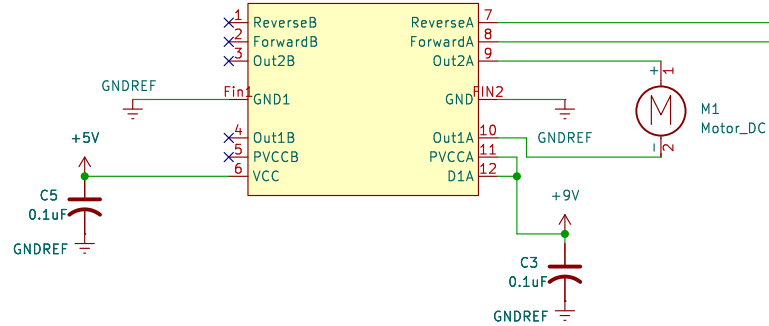 1 ReverseB ReverseA 7
2 ForwardB ForwardA 8
3 Out2B Out2A 9
+ 1
GNDREF Fin1 GND1 GND FIN2
M M1
Motor_DC
+5V 4 Out1B Out1A 10 GNDREF
- 2
5 PVCCB PVCCA 11
6 VCC D1A 12
C5
0.1uF
+9V
GNDREF
C3
0.1uF
GNDREF